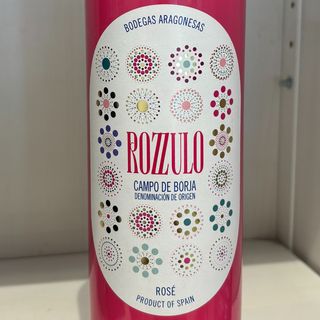 BODEGAS ARAGONESAS
ROZZULO
CAMPO DE BORJA
DENOMINACIÓN DE ORIGEN
ROSÉ
PRODUCT OF SPAIN